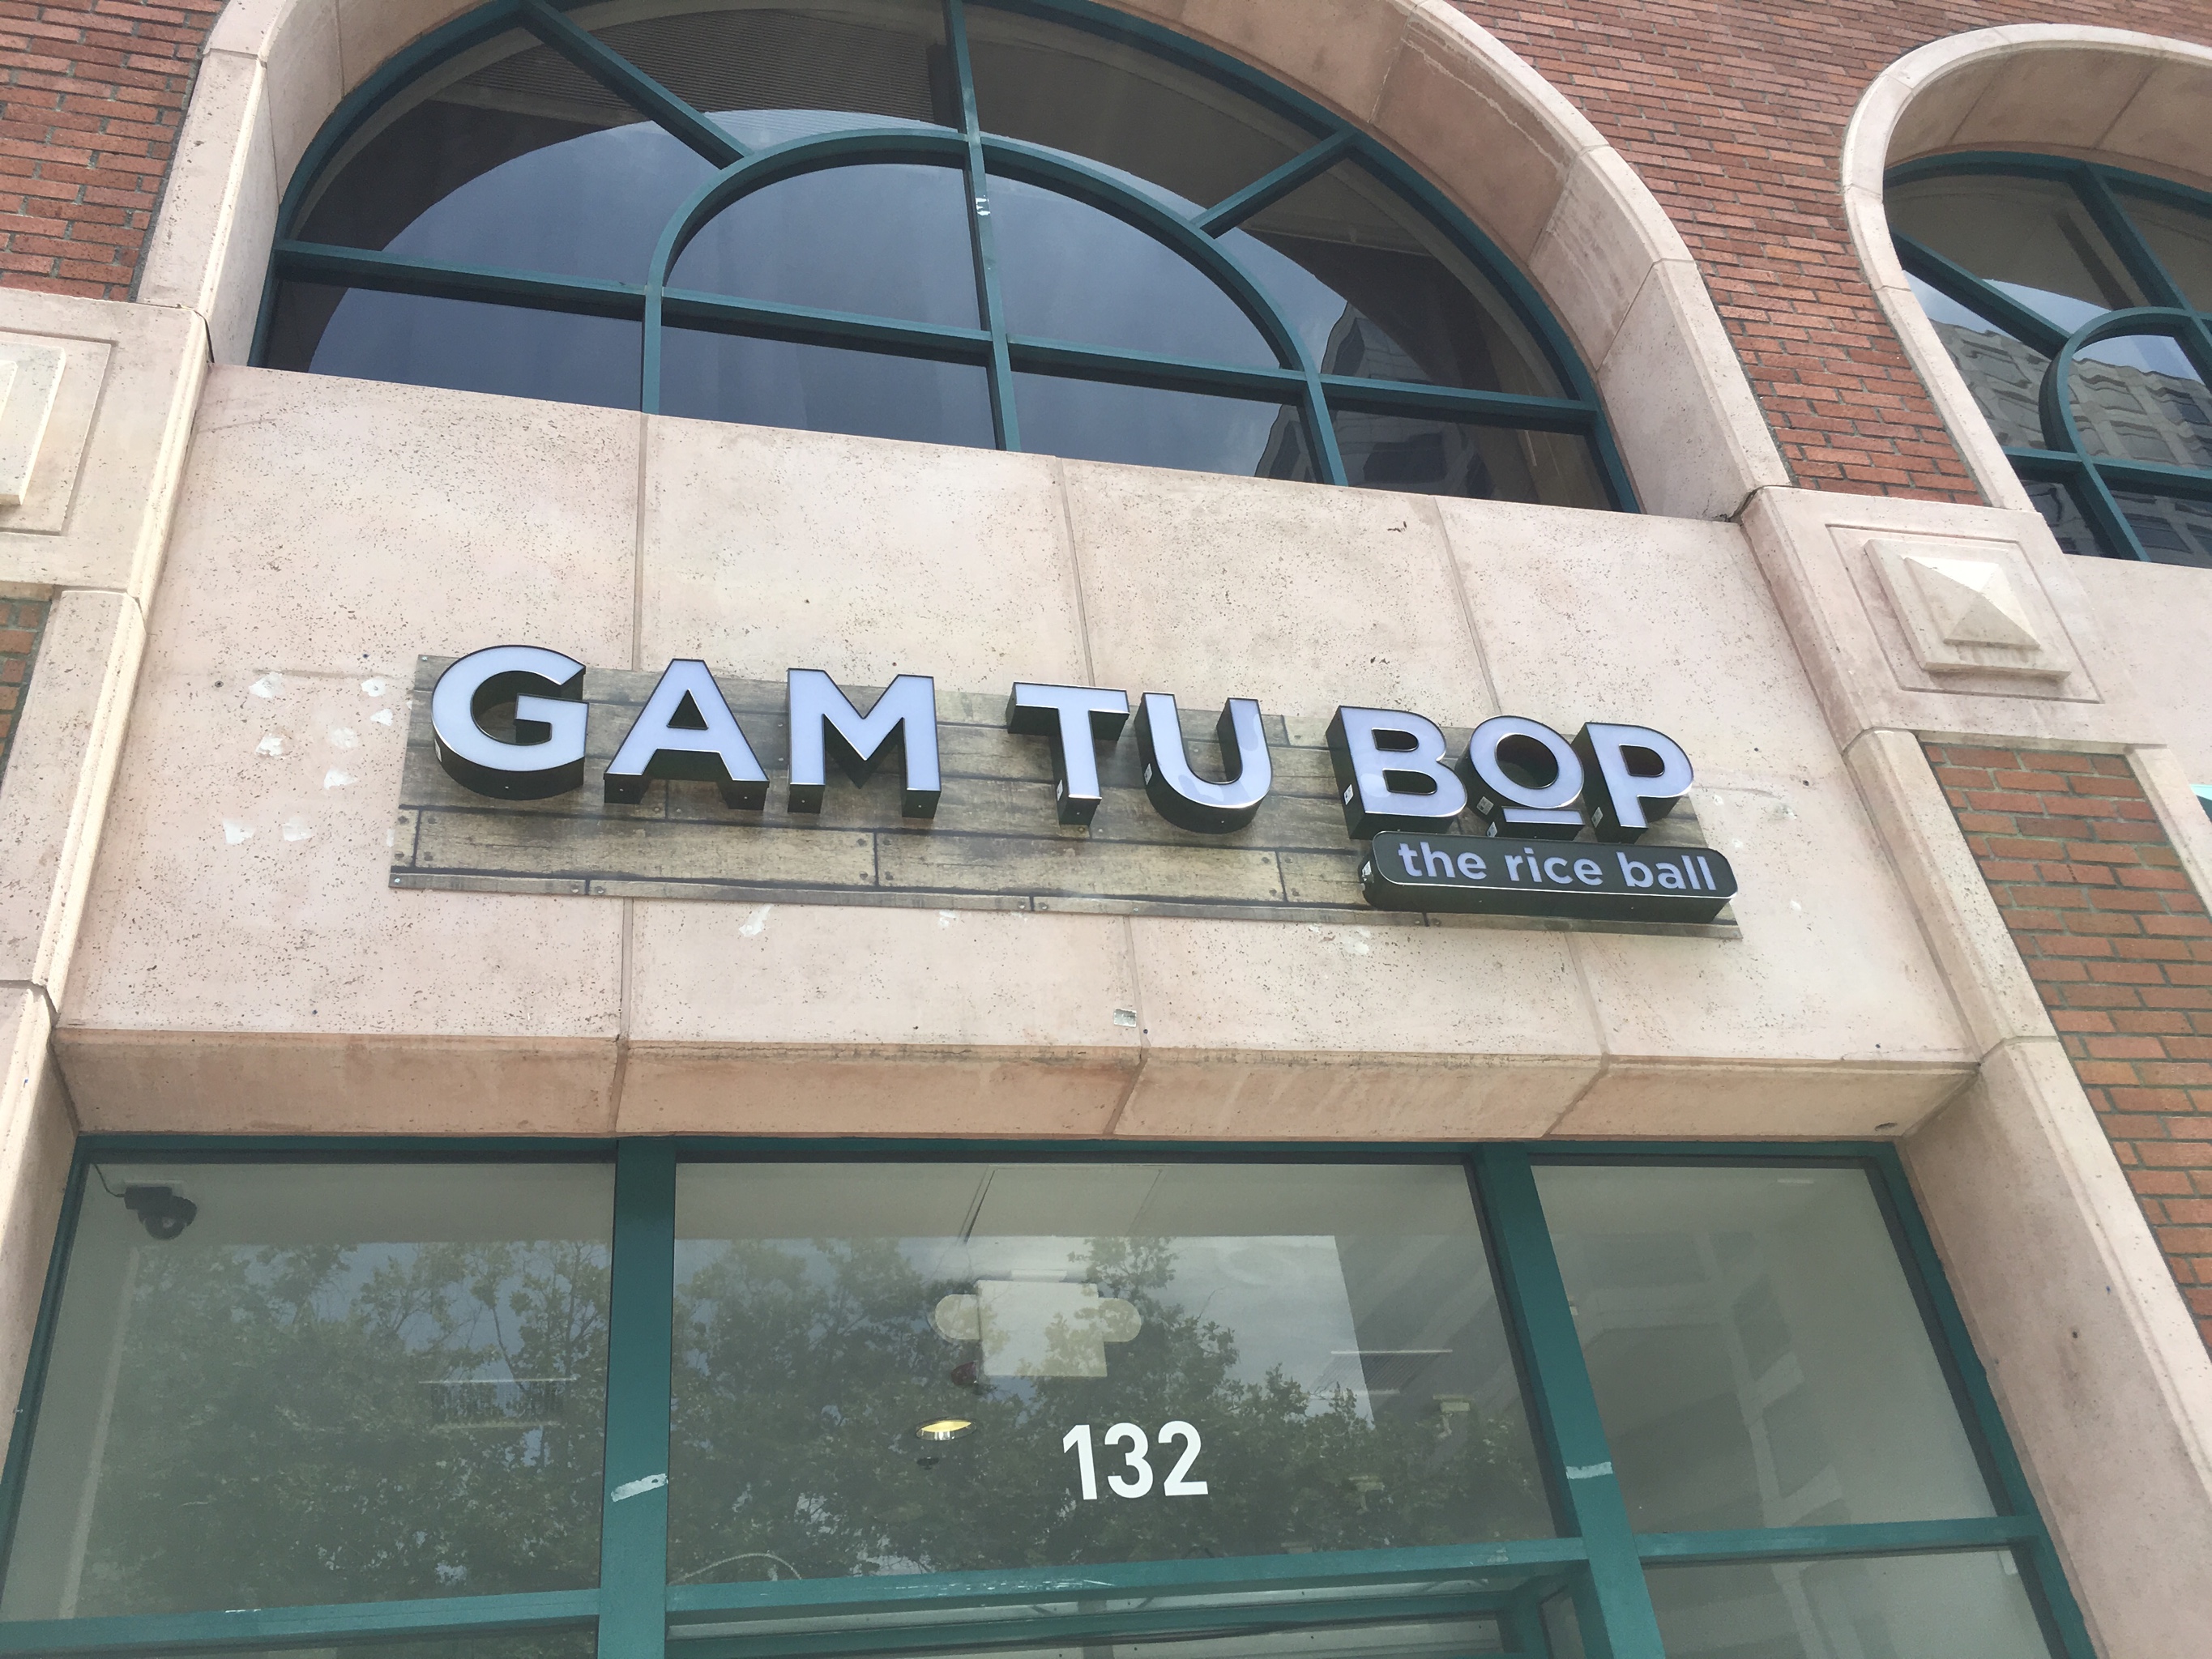 GAM TU BOP
the rice ball
132